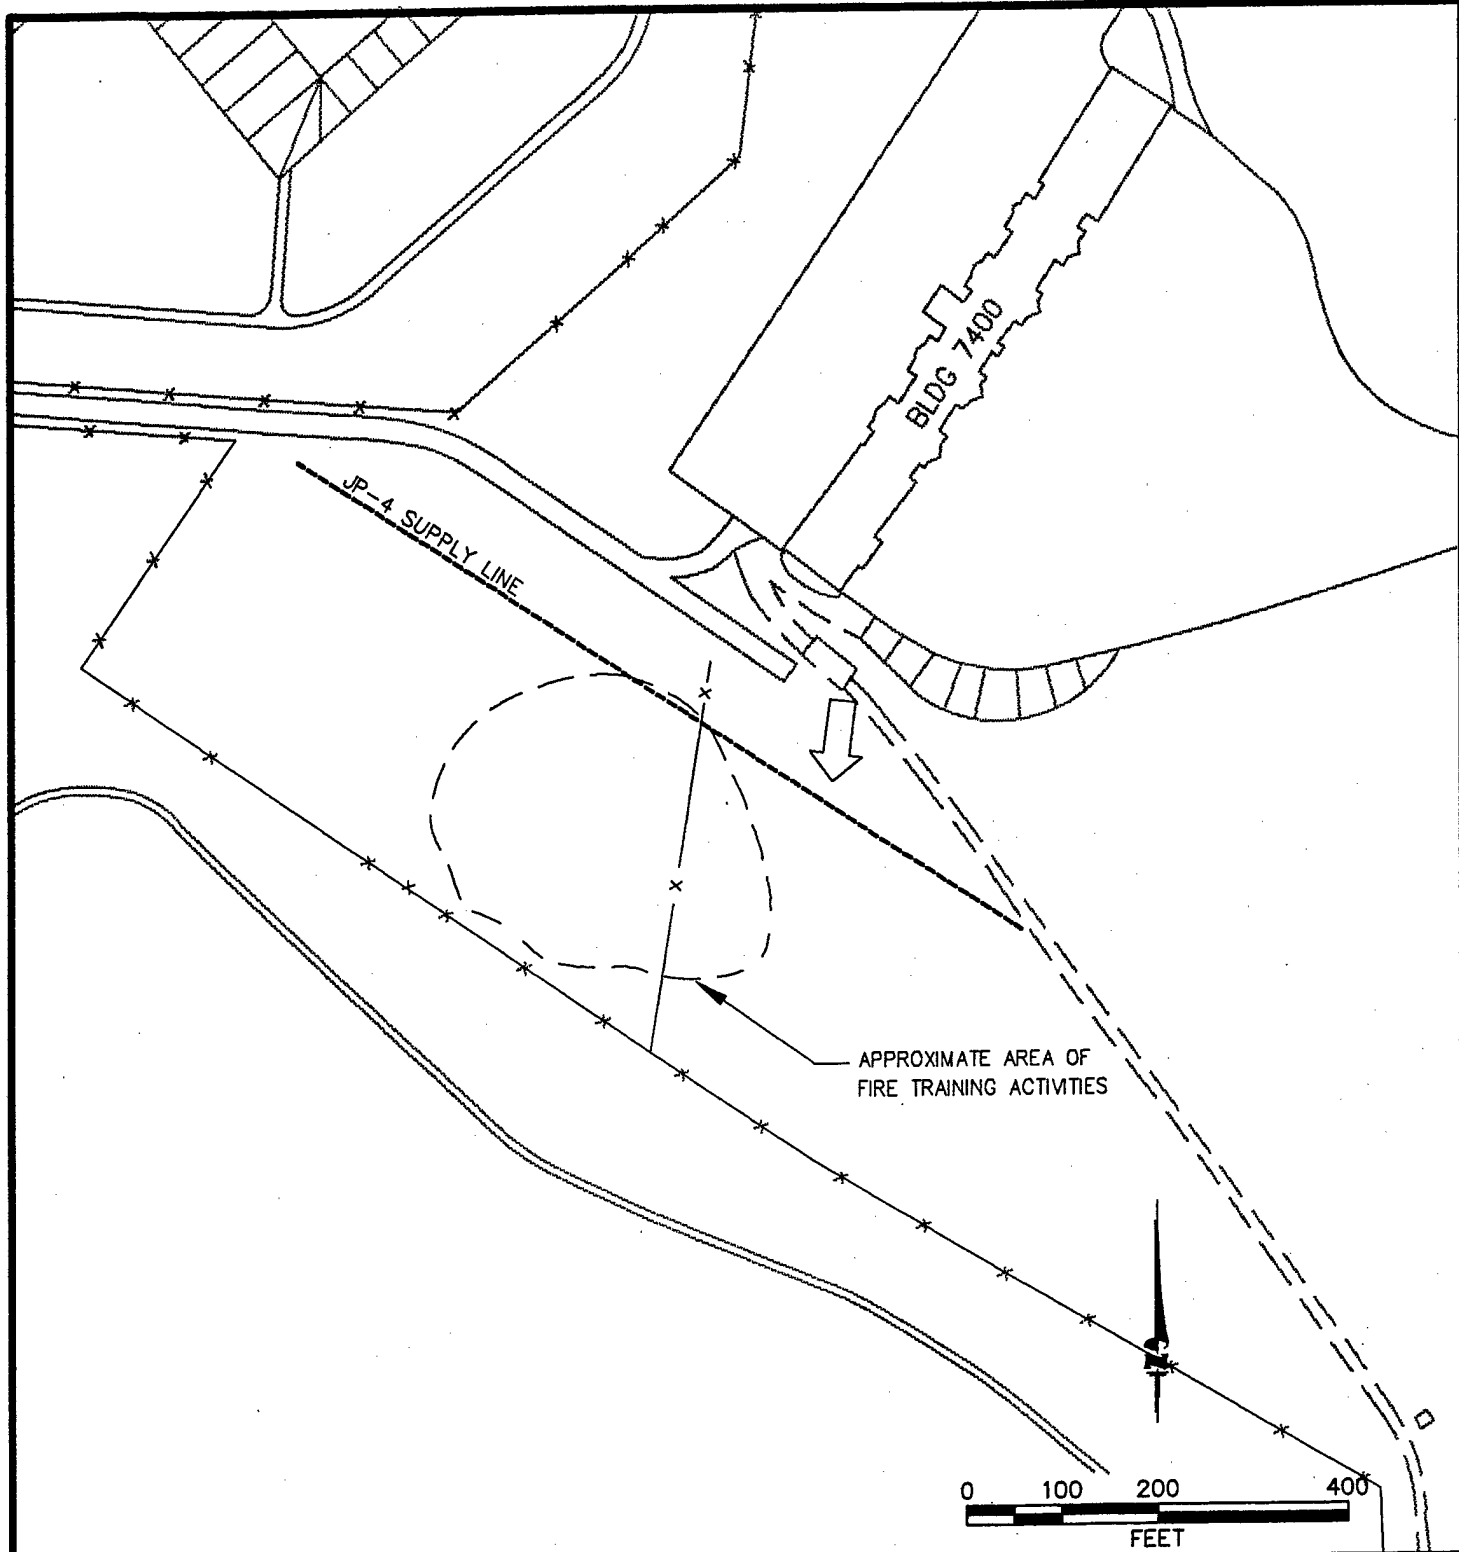 BLDG 7400
JP-4 SUPPLY LINE
APPROXIMATE AREA OF
FIRE TRAINING ACTIVITIES
0 100 200 400
FEET